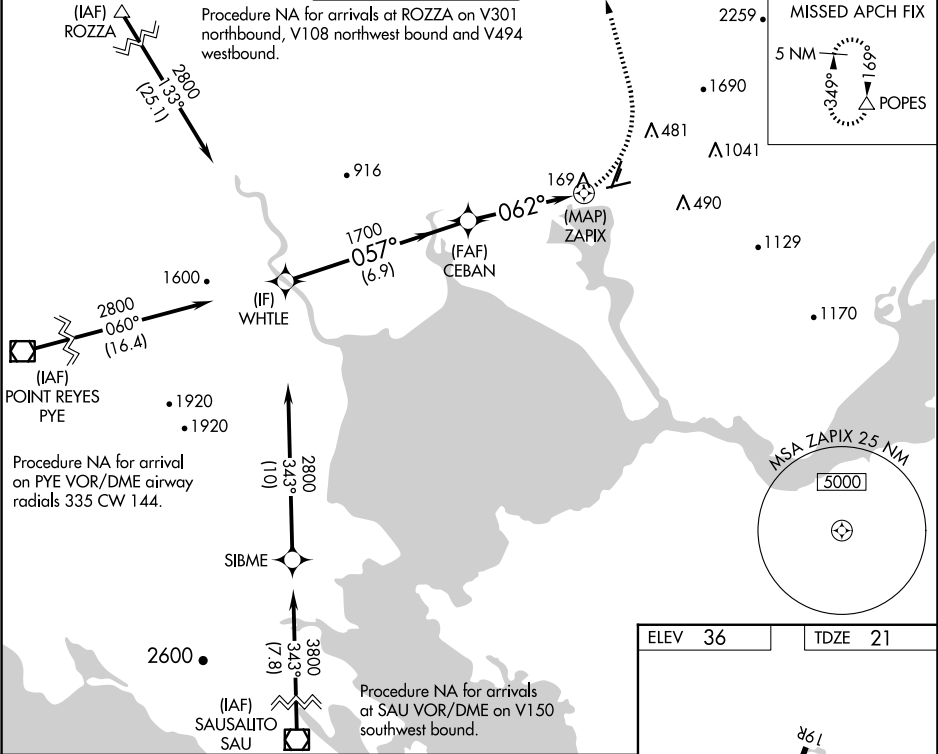 (IAF)
ROZZA
Procedure NA for arrivals at ROZZA on V301
northbound, V108 northwest bound and V494
westbound.
2259
MISSED APCH FIX
5 NM
349°
169°
POPES
2800
133°
(25.1)
1690
481
1041
916
169
490
(MAP)
ZAPIX
062°
1700
057°
(6.9)
(FAF)
CEBAN
1129
1600
(IF)
WHTLE
2800
060°
(16.4)
1170
(IAF)
POINT REYES
PYE
1920
1920
Procedure NA for arrival
on PYE VOR/DME airway
radials 335 CW 144.
2800
343°
(10)
MSA ZAPIX 25 NM
5000
SIBME
3800
343°
(7.8)
2600
(IAF)
SAUSALITO
SAU
Procedure NA for arrivals
at SAU VOR/DME on V150
southwest bound.
ELEV 36
TDZE 21
19R